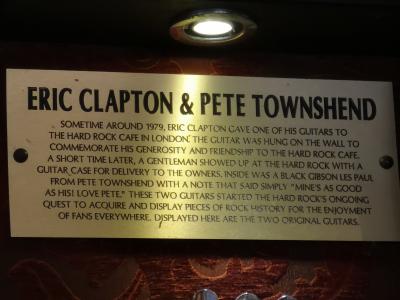 ERIC CLAPTON & PETE TOWNSHEND
SOMETIME AROUND 1979, ERIC CLAPTON GAVE ONE OF HIS GUITARS TO
THE HARD ROCK CAFE IN LONDON. THE GUITAR WAS HUNG ON THE WALL TO
COMMEMORATE HIS GENEROSITY AND FRIENDSHIP TO THE HARD ROCK CAFE.
A SHORT TIME LATER, A GENTLEMAN SHOWED UP AT THE HARD ROCK WITH A
GUITAR CASE FOR DELIVERY TO THE OWNERS. INSIDE WAS A BLACK GIBSON LES PAUL
FROM PETE TOWNSHEND WITH A NOTE THAT SAID SIMPLY "MINE'S AS GOOD
AS HIS! LOVE PETE." THESE TWO GUITARS STARTED THE HARD ROCK'S ONGOING
QUEST TO ACQUIRE AND DISPLAY PIECES OF ROCK HISTORY FOR THE ENJOYMENT
OF FANS EVERYWHERE. DISPLAYED HERE ARE THE TWO ORIGINAL GUITARS.